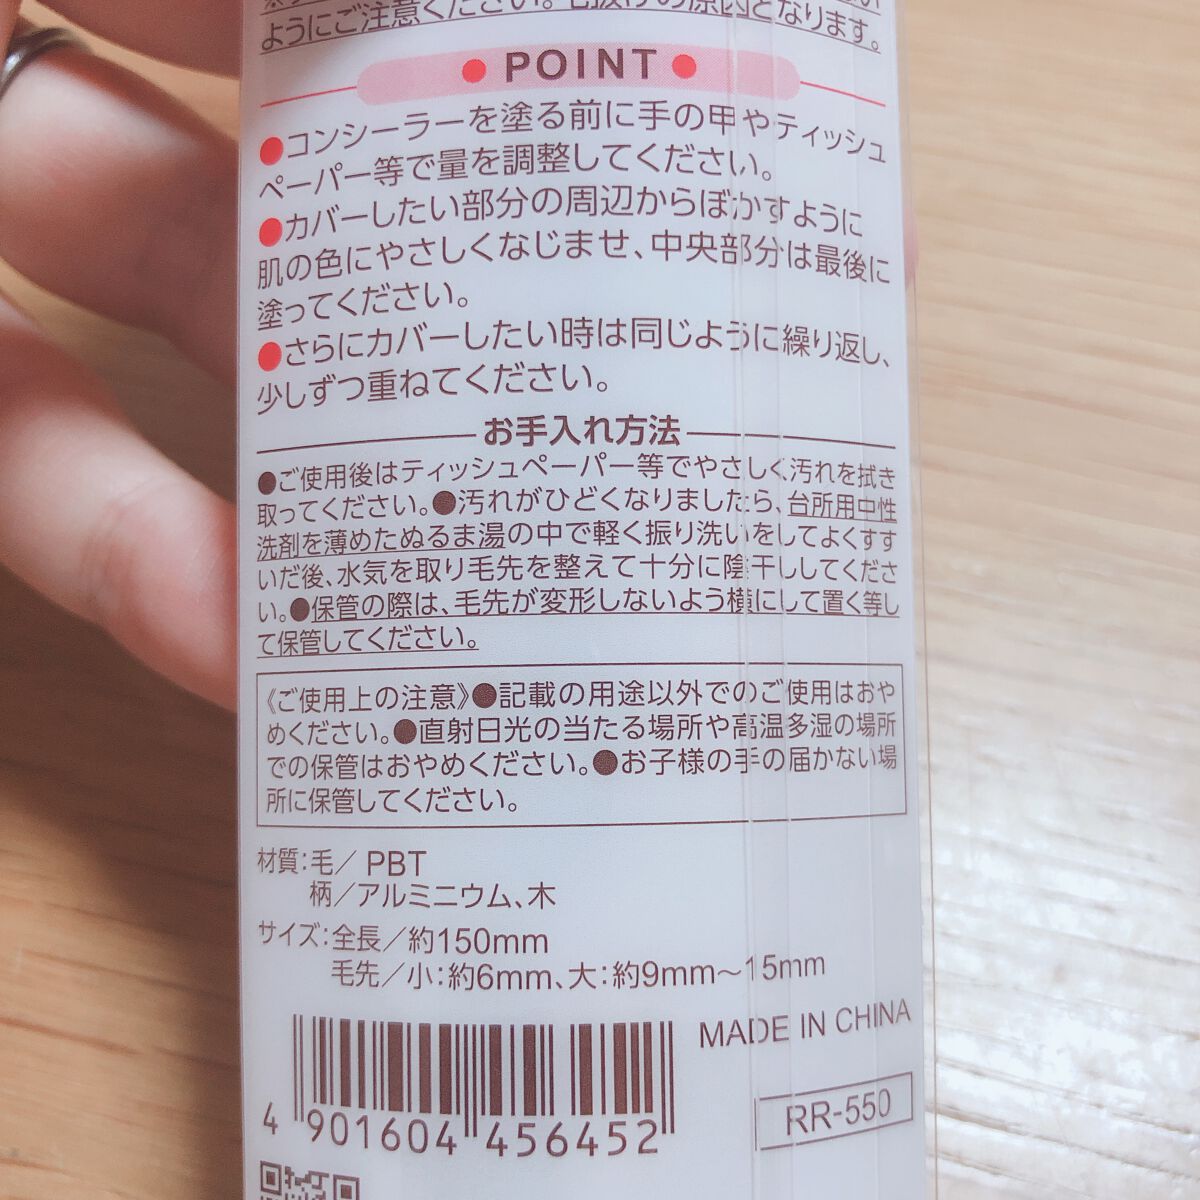 ようにご注意ください。毛抜けの原因となります。
POINT
●コンシーラーを塗る前に手の甲やティッシュ
ペーパー等で量を調整してください。
●カバーしたい部分の周辺からぼかすように
肌の色にやさしくなじませ、中央部分は最後に
塗ってください。
●さらにカバーしたい時は同じように繰り返し、
少しずつ重ねてください。
お手入れ方法
●ご使用後はティッシュペーパー等でやさしく汚れを拭き
取ってください。●汚れがひどくなりましたら、台所用中性
洗剤を薄めたぬるま湯の中で軽く振り洗いをしてよくすす
いだ後、水気を取り毛先を整えて十分に陰干ししてくださ
い。●保管の際は、毛先が変形しないよう横にして置く等し
て保管してください。
《ご使用上の注意》●記載の用途以外でのご使用はおや
めください。●直射日光の当たる場所や高温多湿の場所
での保管はおやめください。●お子様の手の届かない場
所に保管してください。
材質:毛/PBT
柄/アルミニウム、木
サイズ:全長/約150mm
毛先/小:約6mm、大:約9mm〜15mm
MADE IN CHINA
RR-550
4 901604 456452